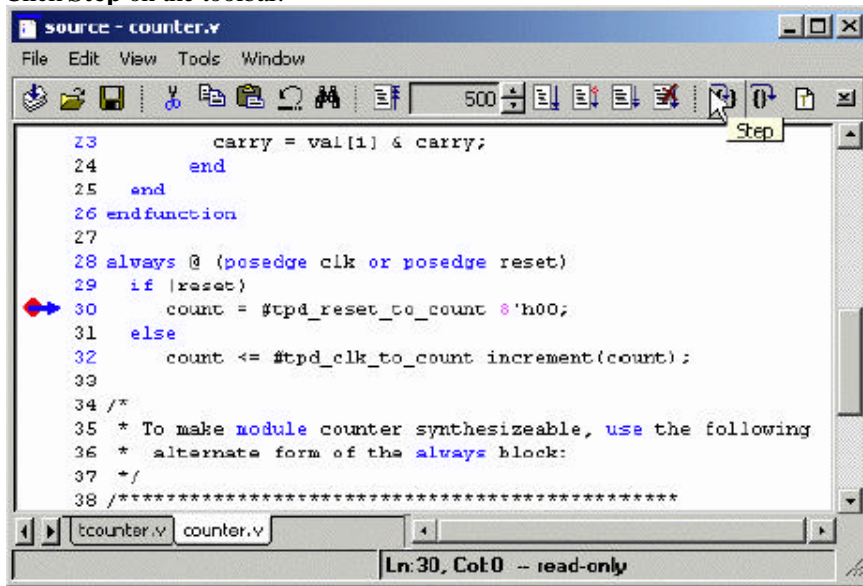 Click Step on the toolbar.
source - counter.v
File Edit View Tools Window
500
Step
23 carry = val[i] & carry;
24 end
25 end
26 endfunction
27
28 always @ (posedge clk or posedge reset)
29 if (reset)
30 count = #tpd_reset_to_count 8'h00;
31 else
32 count <= #tpd_clk_to_count increment(count);
33
34 /*
35 * To make module counter synthesizeable, use the following
36 * alternate form of the always block:
37 */
38 /**************************************************
tcounter.v counter.v
Ln:30, Col:0 -- read-only